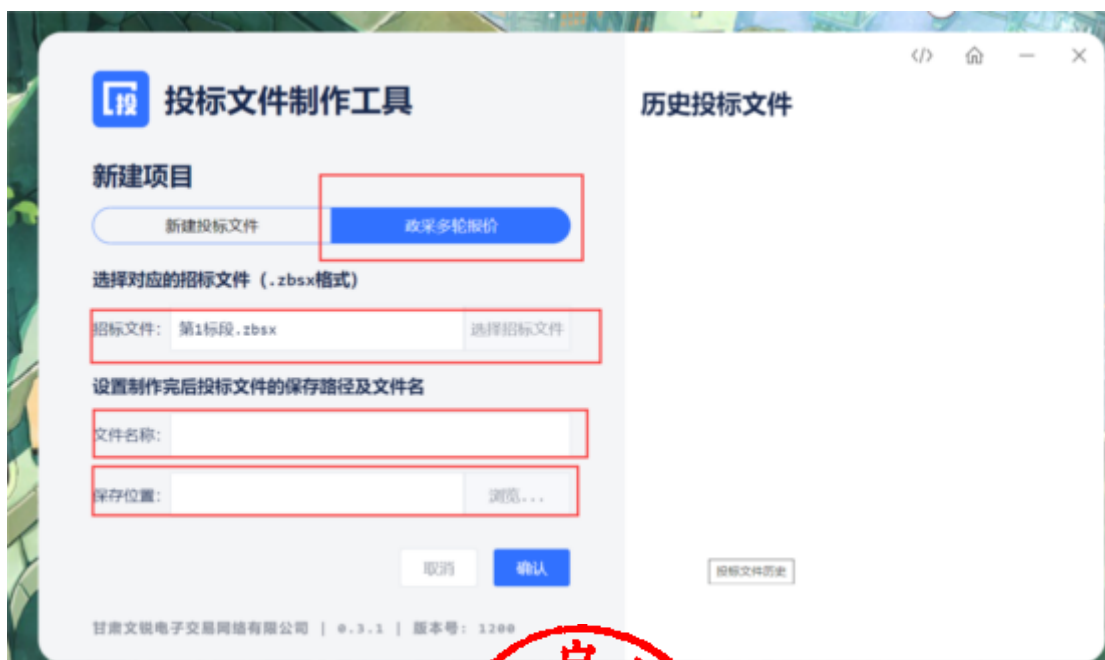 投标文件制作工具
新建项目
新建投标文件 政采多轮报价
选择对应的招标文件（.zbsx格式）
招标文件： 第1标段.zbsx 选择招标文件
设置制作完后投标文件的保存路径及文件名
文件名称：
保存位置： 浏览...
取消 确认
甘肃文锐电子交易网络有限公司 | 0.3.1 | 版本号：1200
历史投标文件
投标文件历史